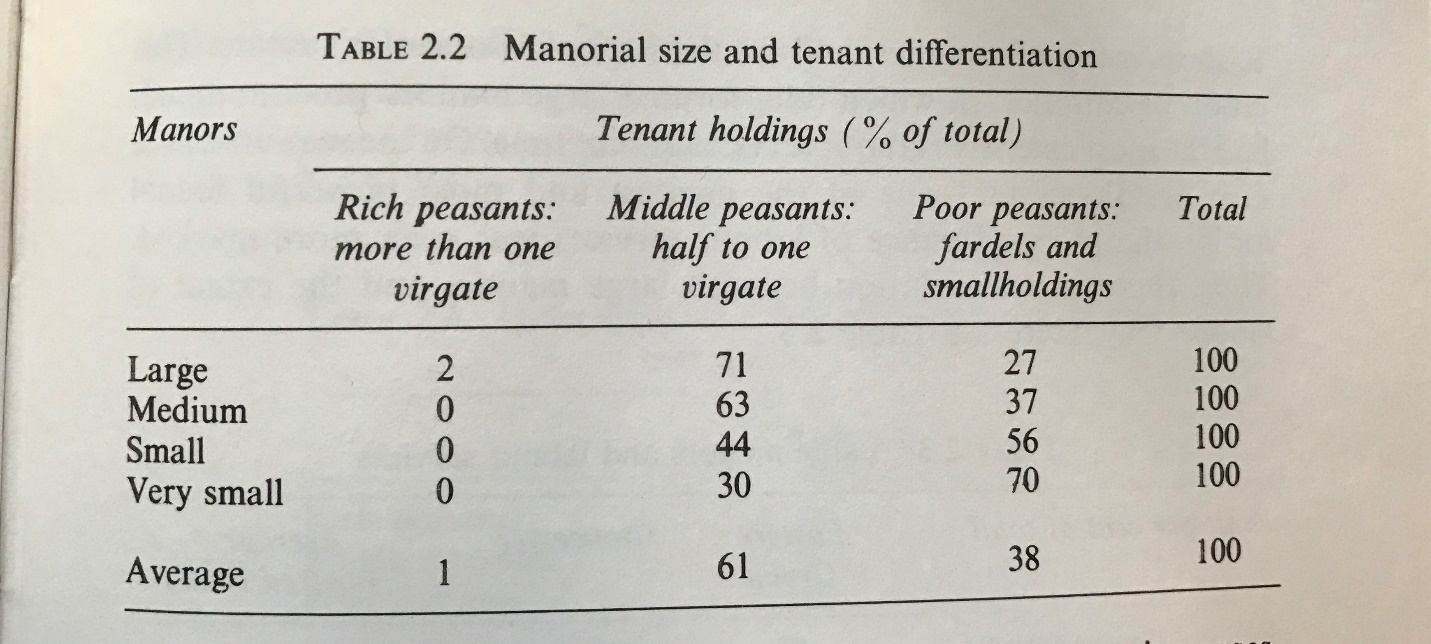 TABLE 2.2 Manorial size and tenant differentiation
Manors Tenant holdings (% of total)
Rich peasants: Middle peasants: Poor peasants: Total
more than one half to one fardels and
virgate virgate smallholdings
Large 2 71 27 100
Medium 0 63 37 100
Small 0 44 56 100
Very small 0 30 70 100
Average 1 61 38 100